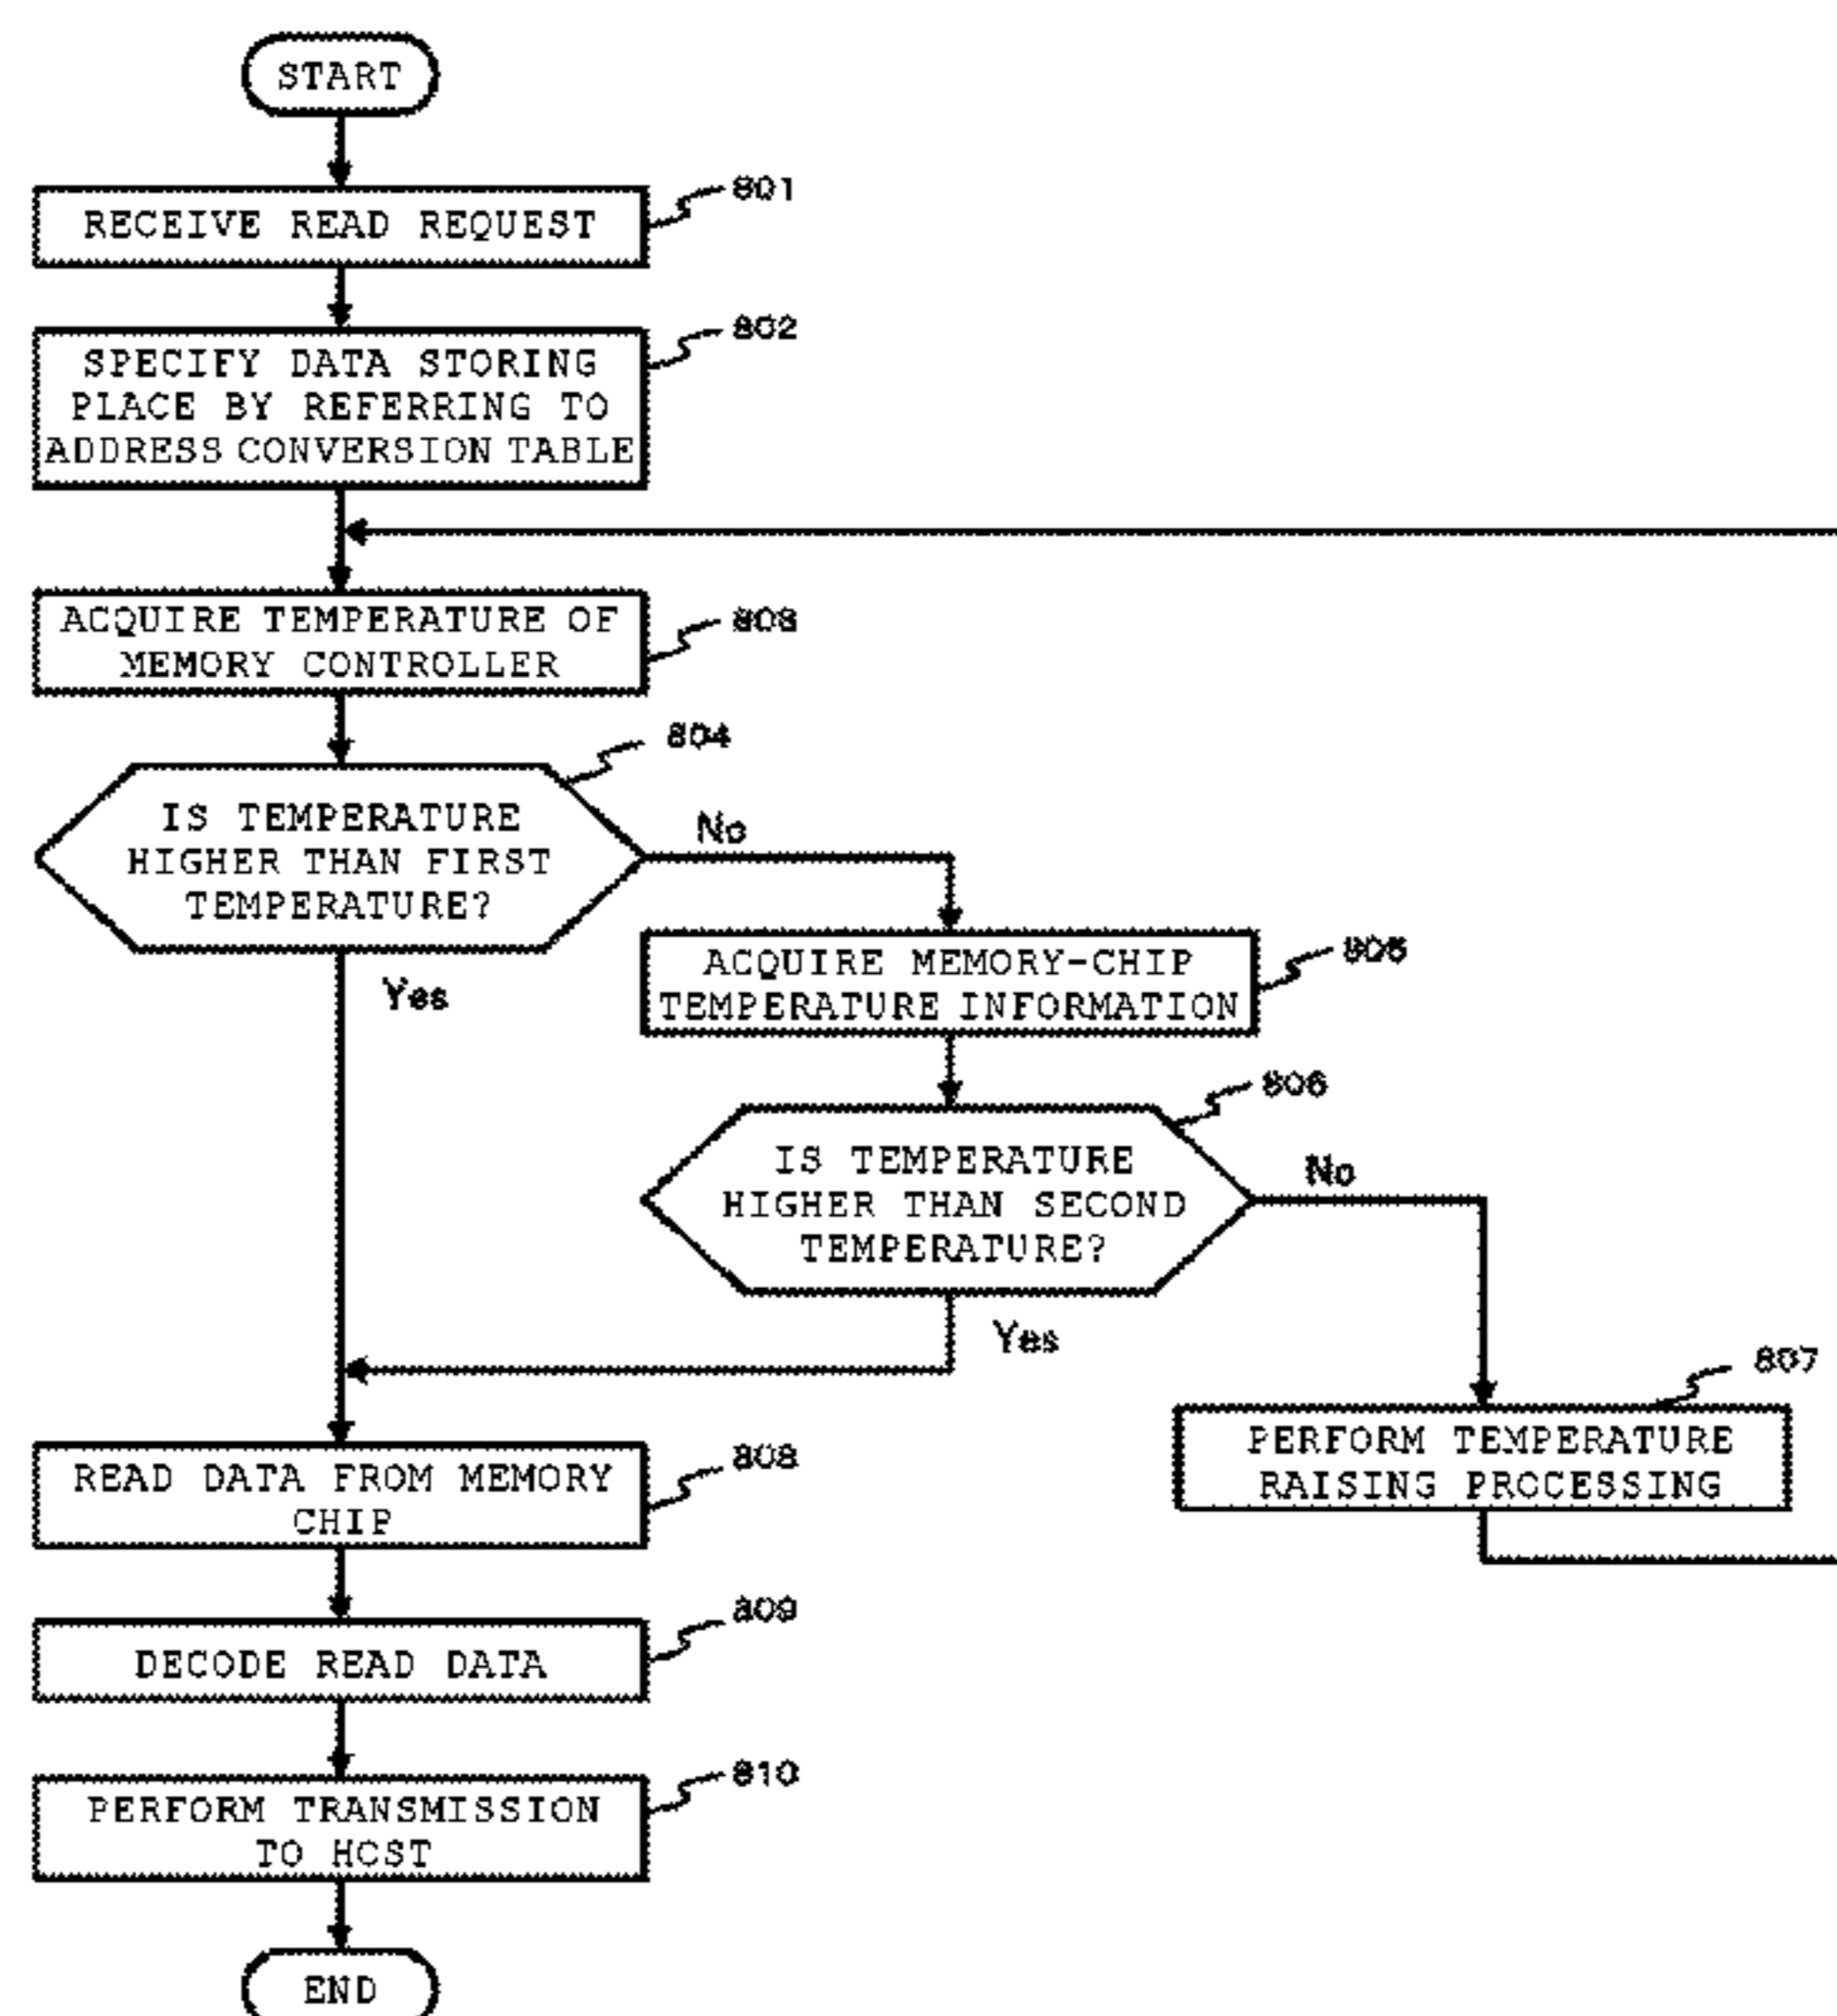 START
801
RECEIVE READ REQUEST
802
SPECIFY DATA STORING
PLACE BY REFERRING TO
ADDRESS CONVERSION TABLE
803
ACQUIRE TEMPERATURE OF
MEMORY CONTROLLER
804
IS TEMPERATURE
HIGHER THAN FIRST
TEMPERATURE?
No
Yes
805
ACQUIRE MEMORY-CHIP
TEMPERATURE INFORMATION
806
IS TEMPERATURE
HIGHER THAN SECOND
TEMPERATURE?
No
Yes
807
PERFORM TEMPERATURE
RAISING PROCESSING
808
READ DATA FROM MEMORY
CHIP
809
DECODE READ DATA
810
PERFORM TRANSMISSION
TO HOST
END